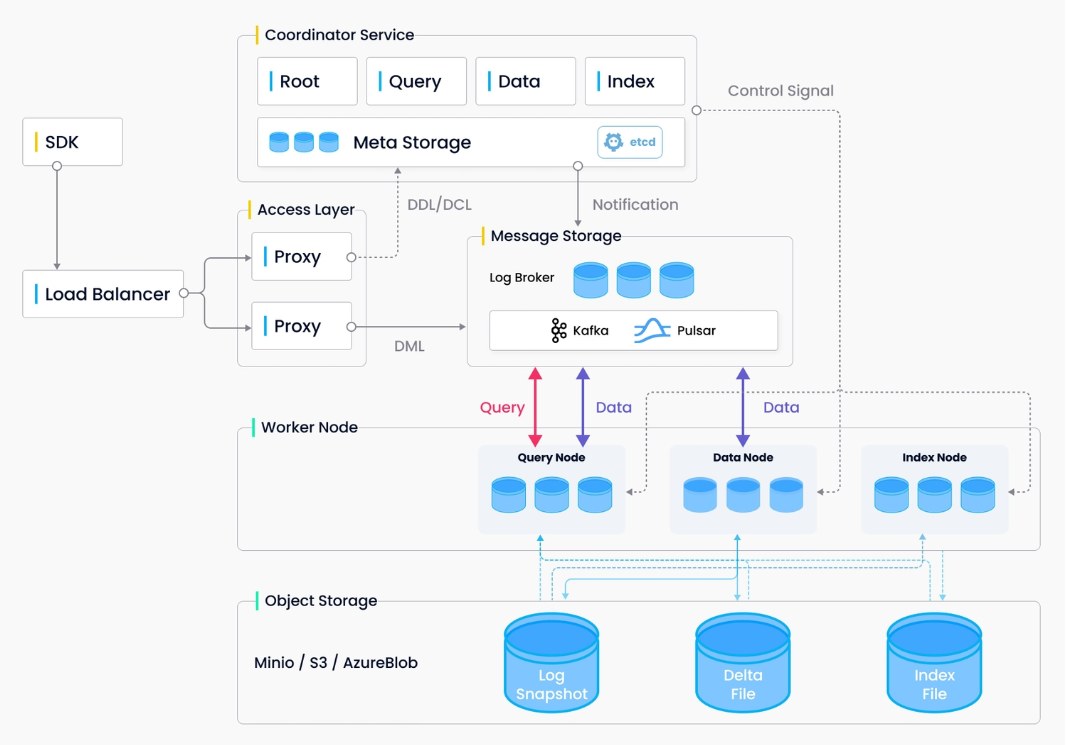 Coordinator Service
Root
Query
Data
Index
Control Signal
SDK
Meta Storage
etcd
DDL/DCL
Notification
Access Layer
Message Storage
Proxy
Log Broker
Load Balancer
Proxy
Kafka
Pulsar
DML
Query
Data
Data
Worker Node
Query Node
Data Node
Index Node
Object Storage
Minio / S3 / AzureBlob
Log
Snapshot
Delta
File
Index
File